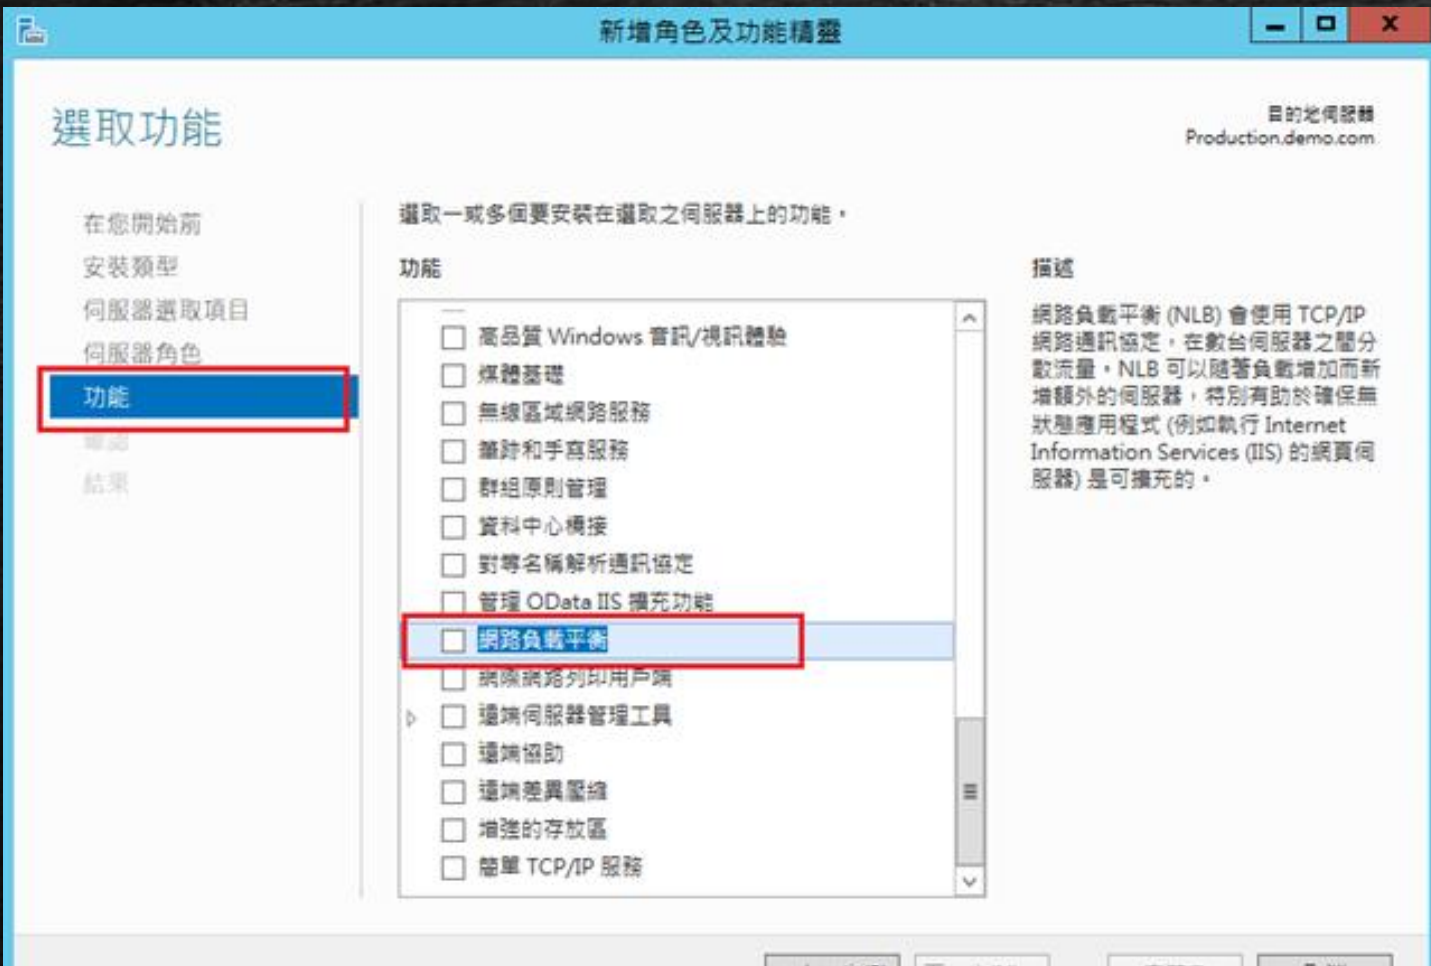 新增角色及功能精靈
選取功能
目的地伺服器
Production.demo.com
在您開始前
安裝類型
伺服器選取項目
伺服器角色
功能
確認
結果
選取一或多個要安裝在選取之伺服器上的功能。
功能
高品質 Windows 音訊/視訊體驗
媒體基礎
無線區域網路服務
筆跡和手寫服務
群組原則管理
資料中心橋接
對等名稱解析通訊協定
管理 OData IIS 擴充功能
網路負載平衡
網際網路列印用戶端
遠端伺服器管理工具
遠端協助
遠端差異壓縮
增強的存放區
簡單 TCP/IP 服務
描述
網路負載平衡 (NLB) 會使用 TCP/IP
網路通訊協定，在數台伺服器之間分
散流量。NLB 可以隨著負載增加而新
增額外的伺服器，特別有助於確保無
狀態應用程式 (例如執行 Internet
Information Services (IIS) 的網頁伺
服器) 是可擴充的。